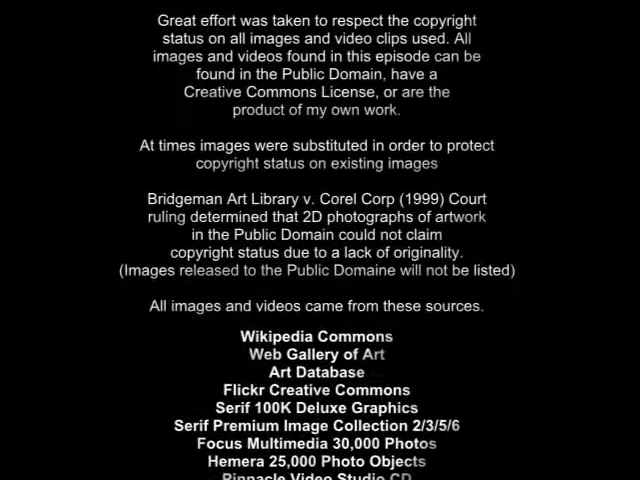 Great effort was taken to respect the copyright
status on all images and video clips used. All
images and videos found in this episode can be
found in the Public Domain, have a
Creative Commons License, or are the
product of my own work.
At times images were substituted in order to protect
copyright status on existing images
Bridgeman Art Library v. Corel Corp (1999) Court
ruling determined that 2D photographs of artwork
in the Public Domain could not claim
copyright status due to a lack of originality.
(Images released to the Public Domaine will not be listed)
All images and videos came from these sources.
Wikipedia Commons
Web Gallery of Art
Art Database
Flickr Creative Commons
Serif 100K Deluxe Graphics
Serif Premium Image Collection 2/3/5/6
Focus Multimedia 30,000 Photos
Hemera 25,000 Photo Objects
Pinnacle Video Studio CD